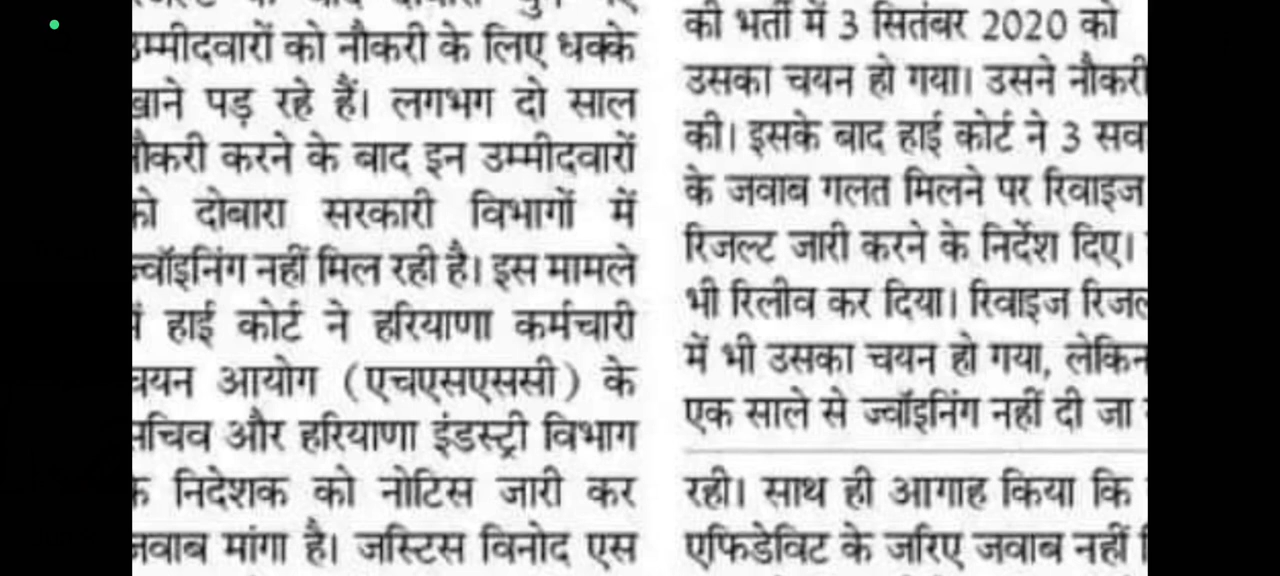 उम्मीदवारों को नौकरी के लिए धक्के
खाने पड़ रहे हैं। लगभग दो साल
नौकरी करने के बाद इन उम्मीदवारों
को दोबारा सरकारी विभागों में
ज्वॉइनिंग नहीं मिल रही है। इस मामले
में हाई कोर्ट ने हरियाणा कर्मचारी
चयन आयोग (एचएसएससी) के
सचिव और हरियाणा इंडस्ट्री विभाग
के निदेशक को नोटिस जारी कर
जवाब मांगा है। जस्टिस विनोद एस
की भर्ती में 3 सितंबर 2020 को
उसका चयन हो गया। उसने नौकरी
की। इसके बाद हाई कोर्ट ने 3 सव
के जवाब गलत मिलने पर रिवाइज
रिजल्ट जारी करने के निर्देश दिए।
भी रिलीव कर दिया। रिवाइज रिजल
में भी उसका चयन हो गया, लेकिन
एक साले से ज्वॉइनिंग नहीं दी जा
रही। साथ ही आगाह किया कि
एफिडेविट के जरिए जवाब नहीं